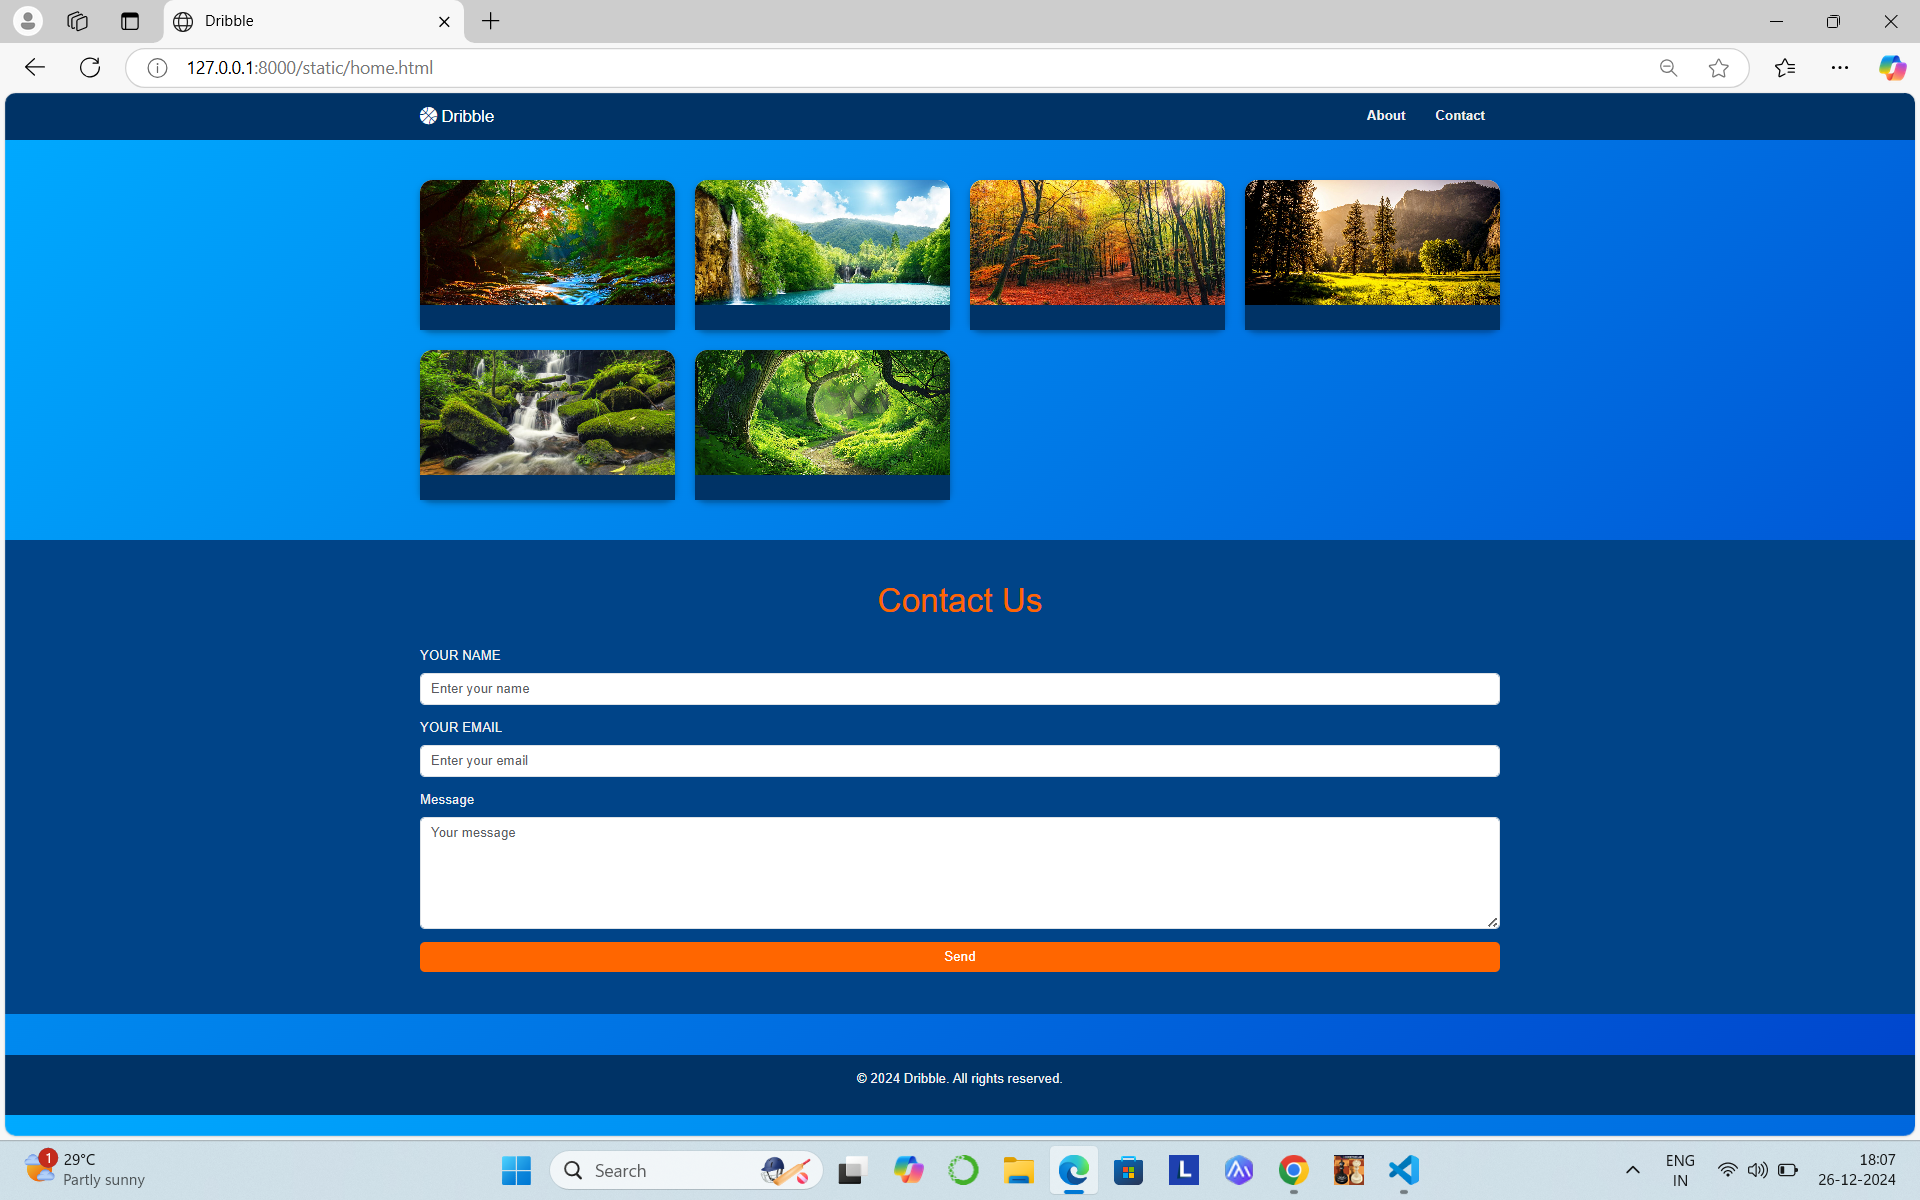 Dribble
127.0.0.1:8000/static/home.html
Dribble
About
Contact
Contact Us
YOUR NAME
Enter your name
YOUR EMAIL
Enter your email
Message
Your message
Send
© 2024 Dribble. All rights reserved.
1
29°C
Partly sunny
Search
L
ENG
IN
18:07
26-12-2024